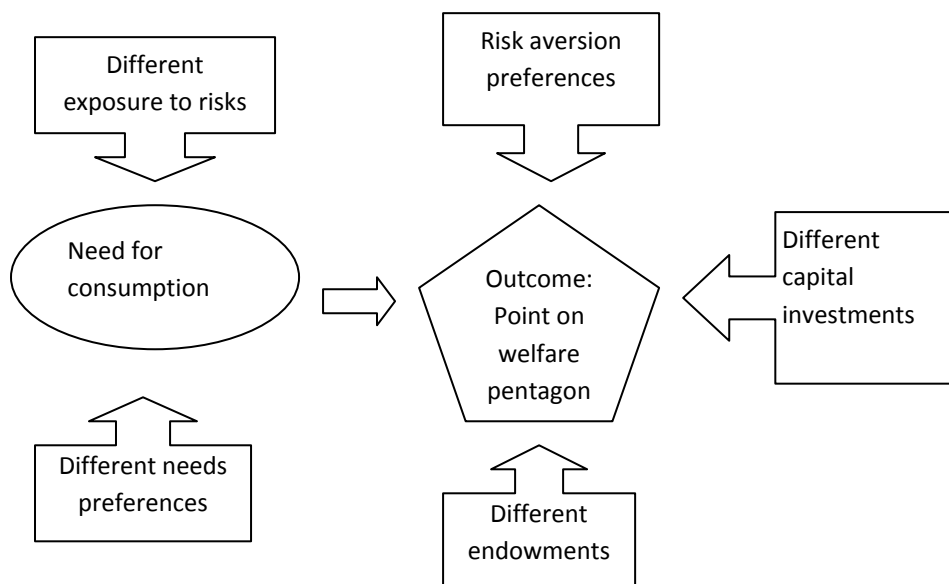 Different
exposure to risks
Risk aversion
preferences
Need for
consumption
Outcome:
Point on
welfare
pentagon
Different
capital
investments
Different needs
preferences
Different
endowments